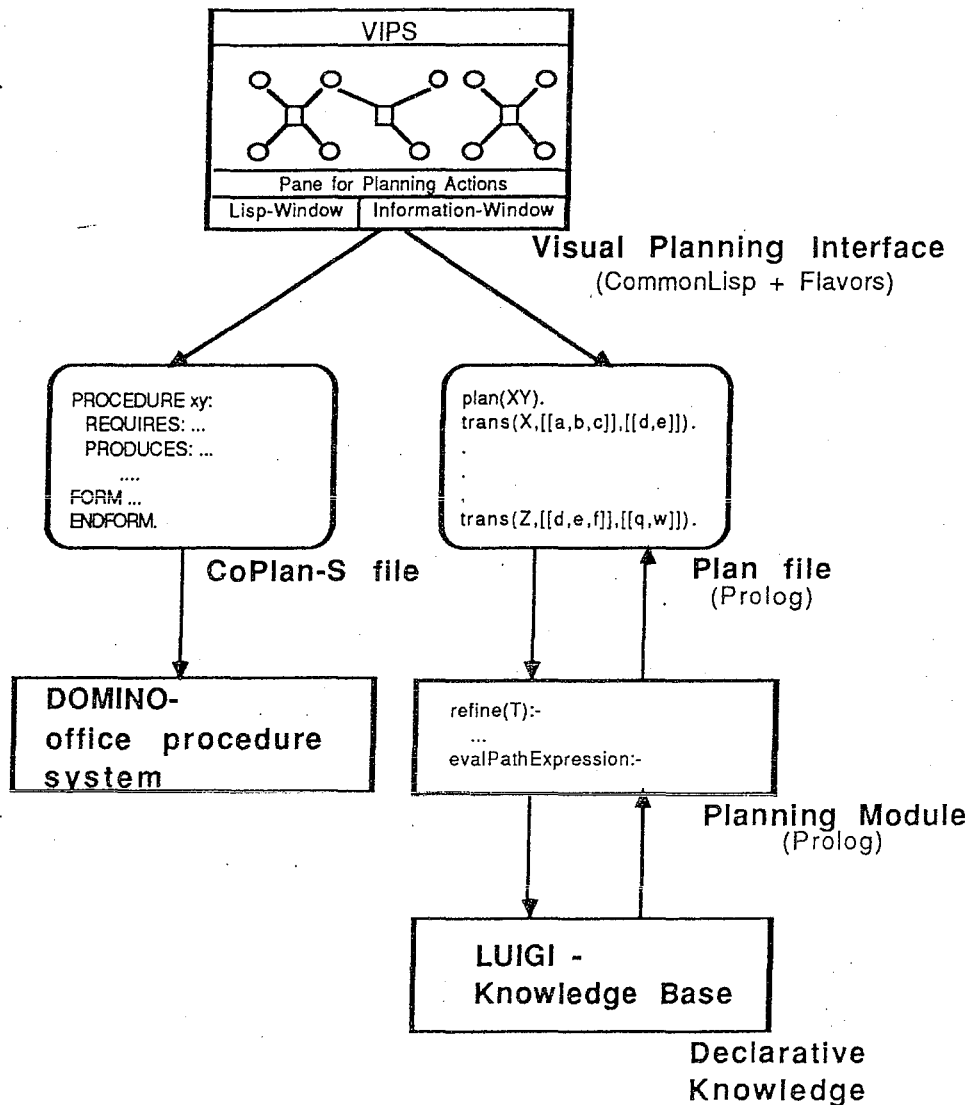 VIPS
Pane for Planning Actions
Lisp-Window
Information-Window
Visual Planning Interface
(CommonLisp + Flavors)
PROCEDURE xy:
REQUIRES: ...
PRODUCES: ...
....
FORM ...
ENDFORM.
CoPlan-S file
plan(XY).
trans(X,[[a,b,c]],[[d,e]]).
.
.
.
trans(Z,[[d,e,f]],[[q,w]]).
Plan file
(Prolog)
DOMINO-
office procedure
system
refine(T):-
...
evalPathExpression:-
Planning Module
(Prolog)
LUIGI -
Knowledge Base
Declarative
Knowledge